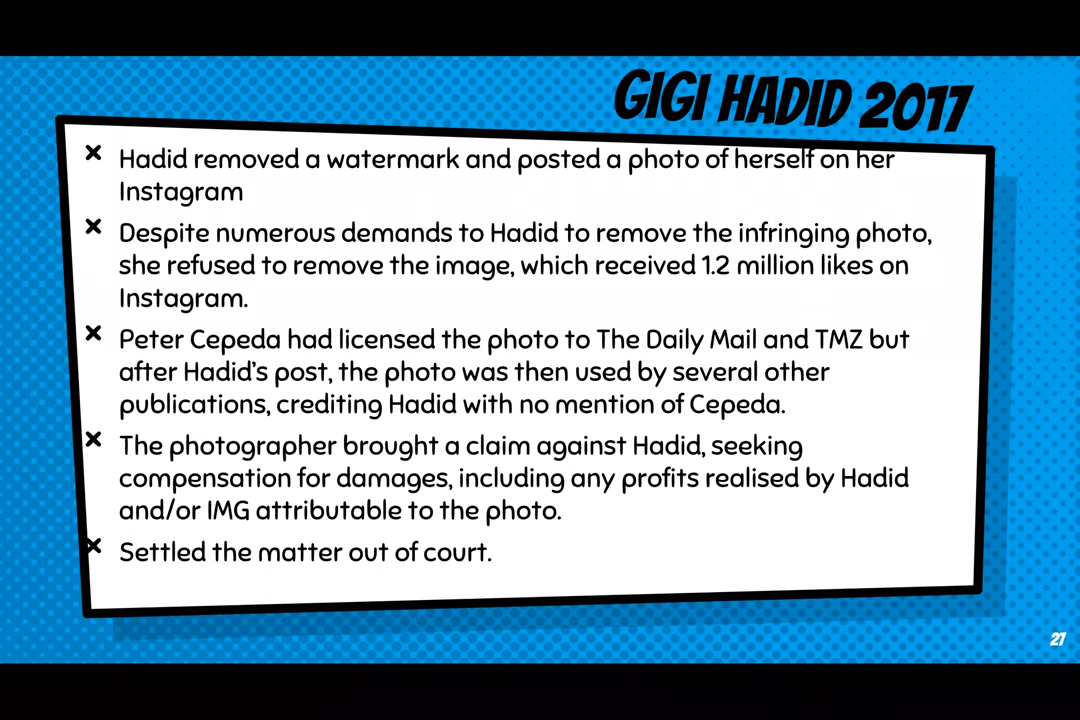 GIGI HADID 2017
× Hadid removed a watermark and posted a photo of herself on her
Instagram
× Despite numerous demands to Hadid to remove the infringing photo,
she refused to remove the image, which received 1.2 million likes on
Instagram.
× Peter Cepeda had licensed the photo to The Daily Mail and TMZ but
after Hadid’s post, the photo was then used by several other
publications, crediting Hadid with no mention of Cepeda.
× The photographer brought a claim against Hadid, seeking
compensation for damages, including any profits realised by Hadid
and/or IMG attributable to the photo.
× Settled the matter out of court.
27